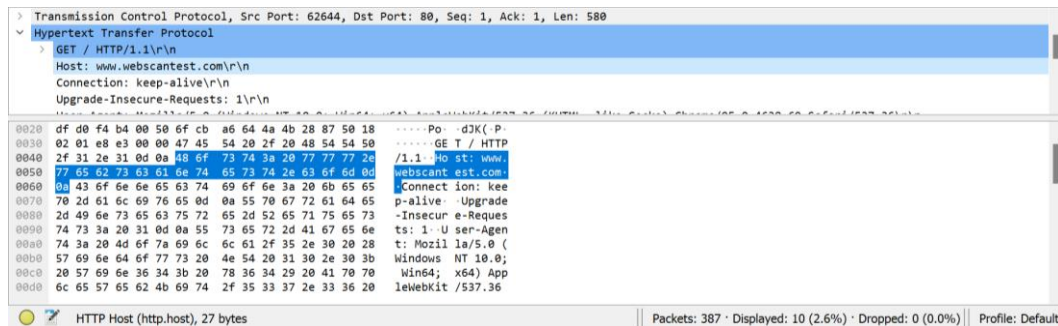 Transmission Control Protocol, Src Port: 62644, Dst Port: 80, Seq: 1, Ack: 1, Len: 580
Hypertext Transfer Protocol
GET / HTTP/1.1\r\n
Host: www.webscantest.com\r\n
Connection: keep-alive\r\n
Upgrade-Insecure-Requests: 1\r\n
0020 df d0 f4 b4 00 50 6f cb a6 64 4a 4b 28 87 50 18 ·····Po· ·dJK(·P·
0030 02 01 e8 e3 00 00 47 45 54 20 2f 20 48 54 54 50 ······GE T / HTTP
0040 2f 31 2e 31 0d 0a 48 6f 73 74 3a 20 77 77 77 2e /1.1··Ho st: www.
0050 77 65 62 73 63 61 6e 74 65 73 74 2e 63 6f 6d 0d webscant est.com·
0060 0a 43 6f 6e 6e 65 63 74 69 6f 6e 3a 20 6b 65 65 ·Connect ion: kee
0070 70 2d 61 6c 69 76 65 0d 0a 55 70 67 72 61 64 65 p-alive· ·Upgrade
0080 2d 49 6e 73 65 63 75 72 65 2d 52 65 71 75 65 73 -Insecur e-Reques
0090 74 73 3a 20 31 0d 0a 55 73 65 72 2d 41 67 65 6e ts: 1··U ser-Agen
00a0 74 3a 20 4d 6f 7a 69 6c 6c 61 2f 35 2e 30 20 28 t: Mozil la/5.0 (
00b0 57 69 6e 64 6f 77 73 20 4e 54 20 31 30 2e 30 3b Windows  NT 10.0;
00c0 20 57 69 6e 36 34 3b 20 78 36 34 29 20 41 70 70 Win64;  x64) App
00d0 6c 65 57 65 62 4b 69 74 2f 35 33 37 2e 33 36 20 leWebKit /537.36
HTTP Host (http.host), 27 bytes Packets: 387 · Displayed: 10 (2.6%) · Dropped: 0 (0.0%) Profile: Default